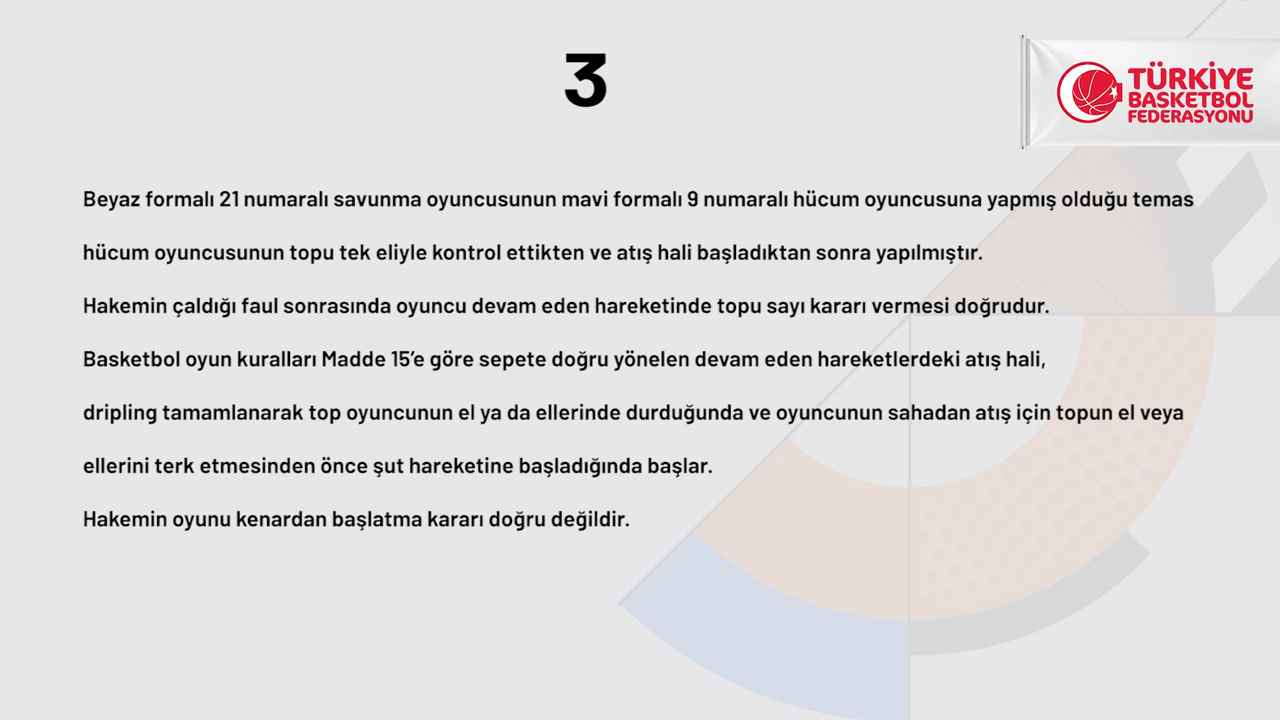 3
TÜRKİYE
BASKETBOL
FEDERASYONU
Beyaz formalı 21 numaralı savunma oyuncusunun mavi formalı 9 numaralı hücum oyuncusuna yapmış olduğu temas
hücum oyuncusunun topu tek eliyle kontrol ettikten ve atış hali başladıktan sonra yapılmıştır.
Hakemin çaldığı faul sonrasında oyuncu devam eden hareketinde topu sayı kararı vermesi doğrudur.
Basketbol oyun kuralları Madde 15’e göre sepete doğru yönelen devam eden hareketlerdeki atış hali,
dripling tamamlanarak top oyuncunun el ya da ellerinde durduğunda ve oyuncunun sahadan atış için topun el veya
ellerini terk etmesinden önce şut hareketine başladığında başlar.
Hakemin oyunu kenardan başlatma kararı doğru değildir.